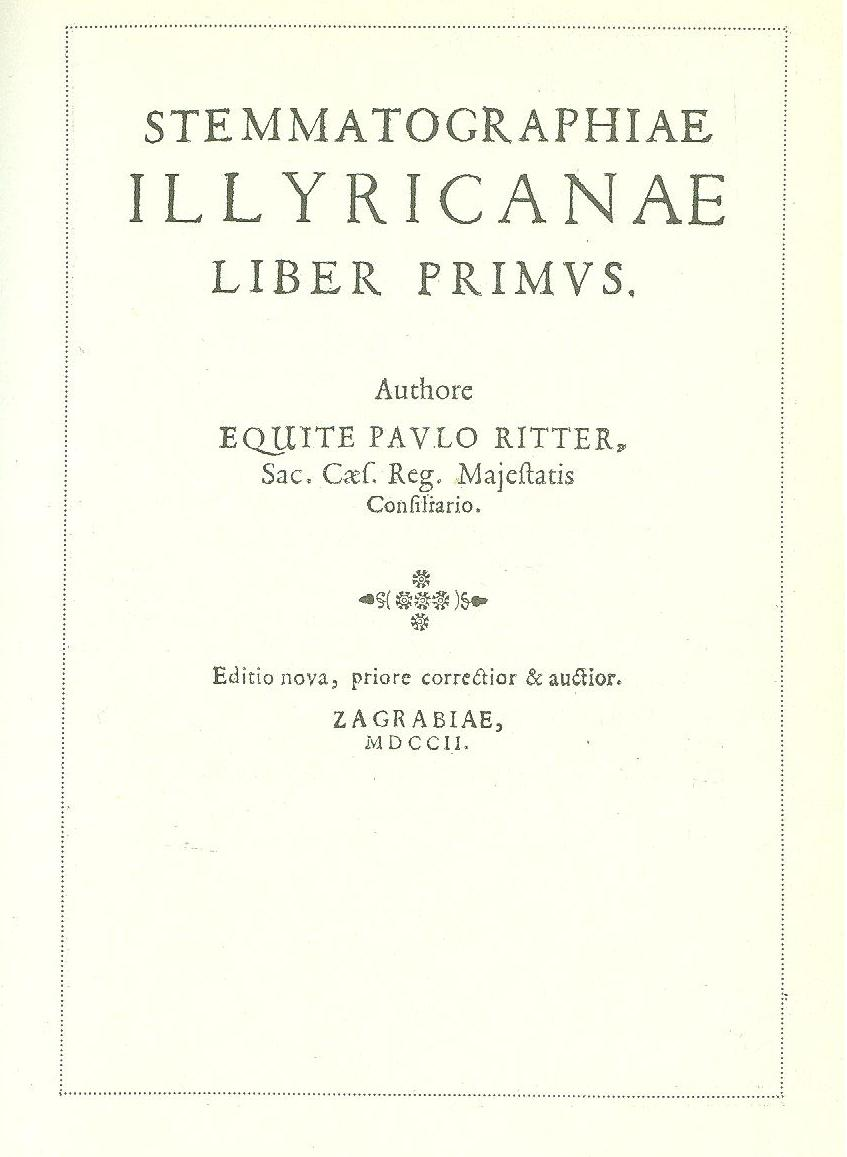 STEMMATOGRAPHIAE
ILLYRICANAE
LIBER PRIMVS.
Authore
EQUITE PAVLO RITTER,
Sac. Cæſ. Reg. Majeſtatis
Conſiliario.
Editio nova, priore correctior & auctior.
ZAGRABIAE,
MDCCII.